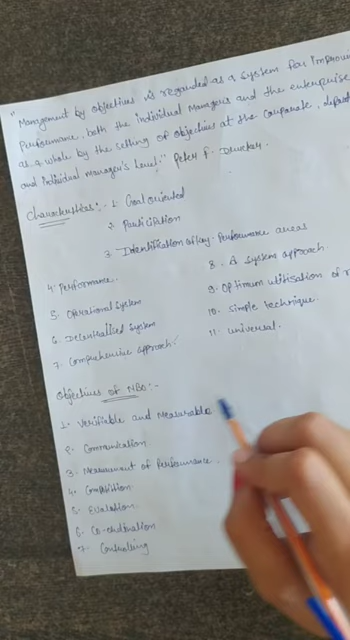 "Management by objectives is regarded as a system for improvi
Performance, both the individual Managers and the enterprise
as a whole by the setting of objectives at the corporate, depart
and individual manager's level." Peter F. Drucker.
Characteristics:- 1. Goal oriented
2. Participation
3. Identification of key Performance areas
4. Performance.
5. Operational system
6. Decentralised system
7. Comprehensive approach:
8. A system approach.
9. Optimum utilisation of r
10. Simple technique.
11. Universal.
Objectives of MBO:-
1. Verifiable and Measurable
2. Communication
3. Measurement of Performance.
4.
5. Evaluation.
6. Co-ordination
7. Controlling